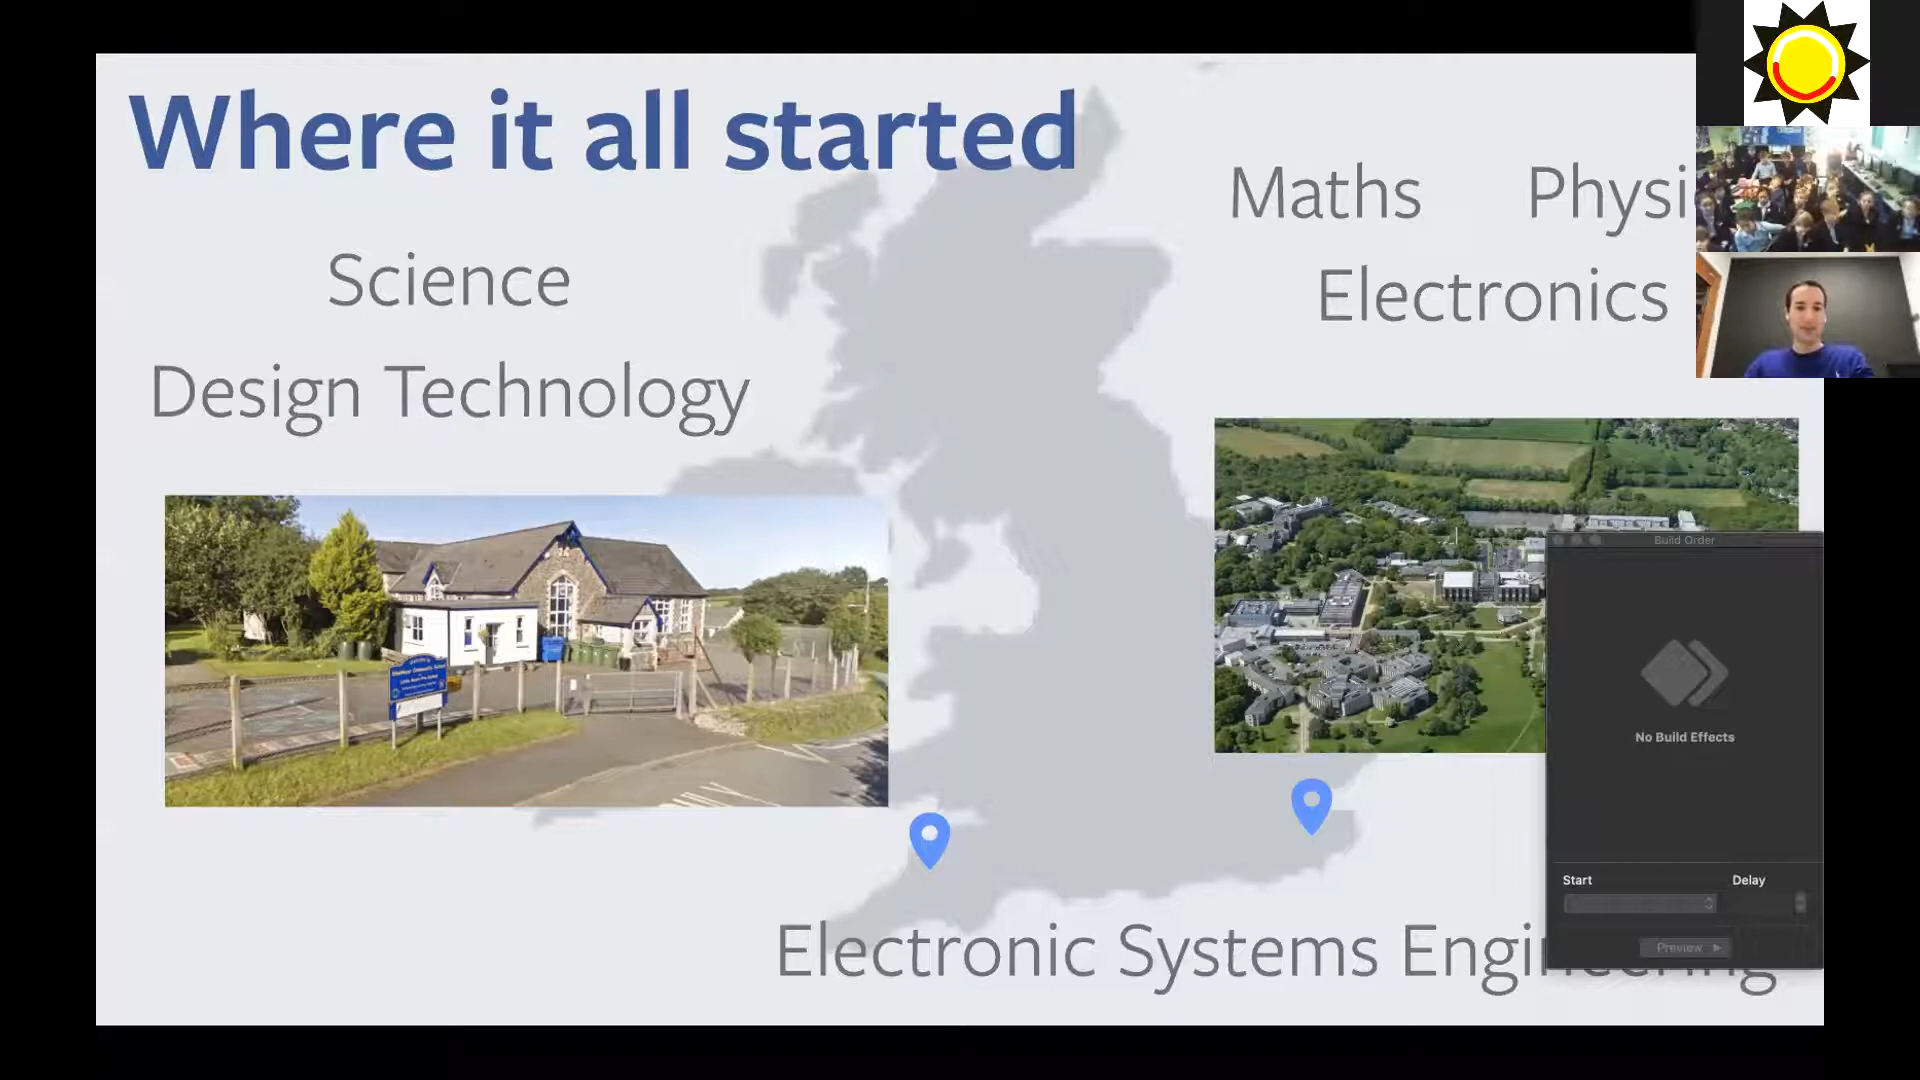 Where it all started
Maths Physi
Science
Electronics
Design Technology
Build Order
No Build Effects
Start Delay
Preview
Electronic Systems Engineering